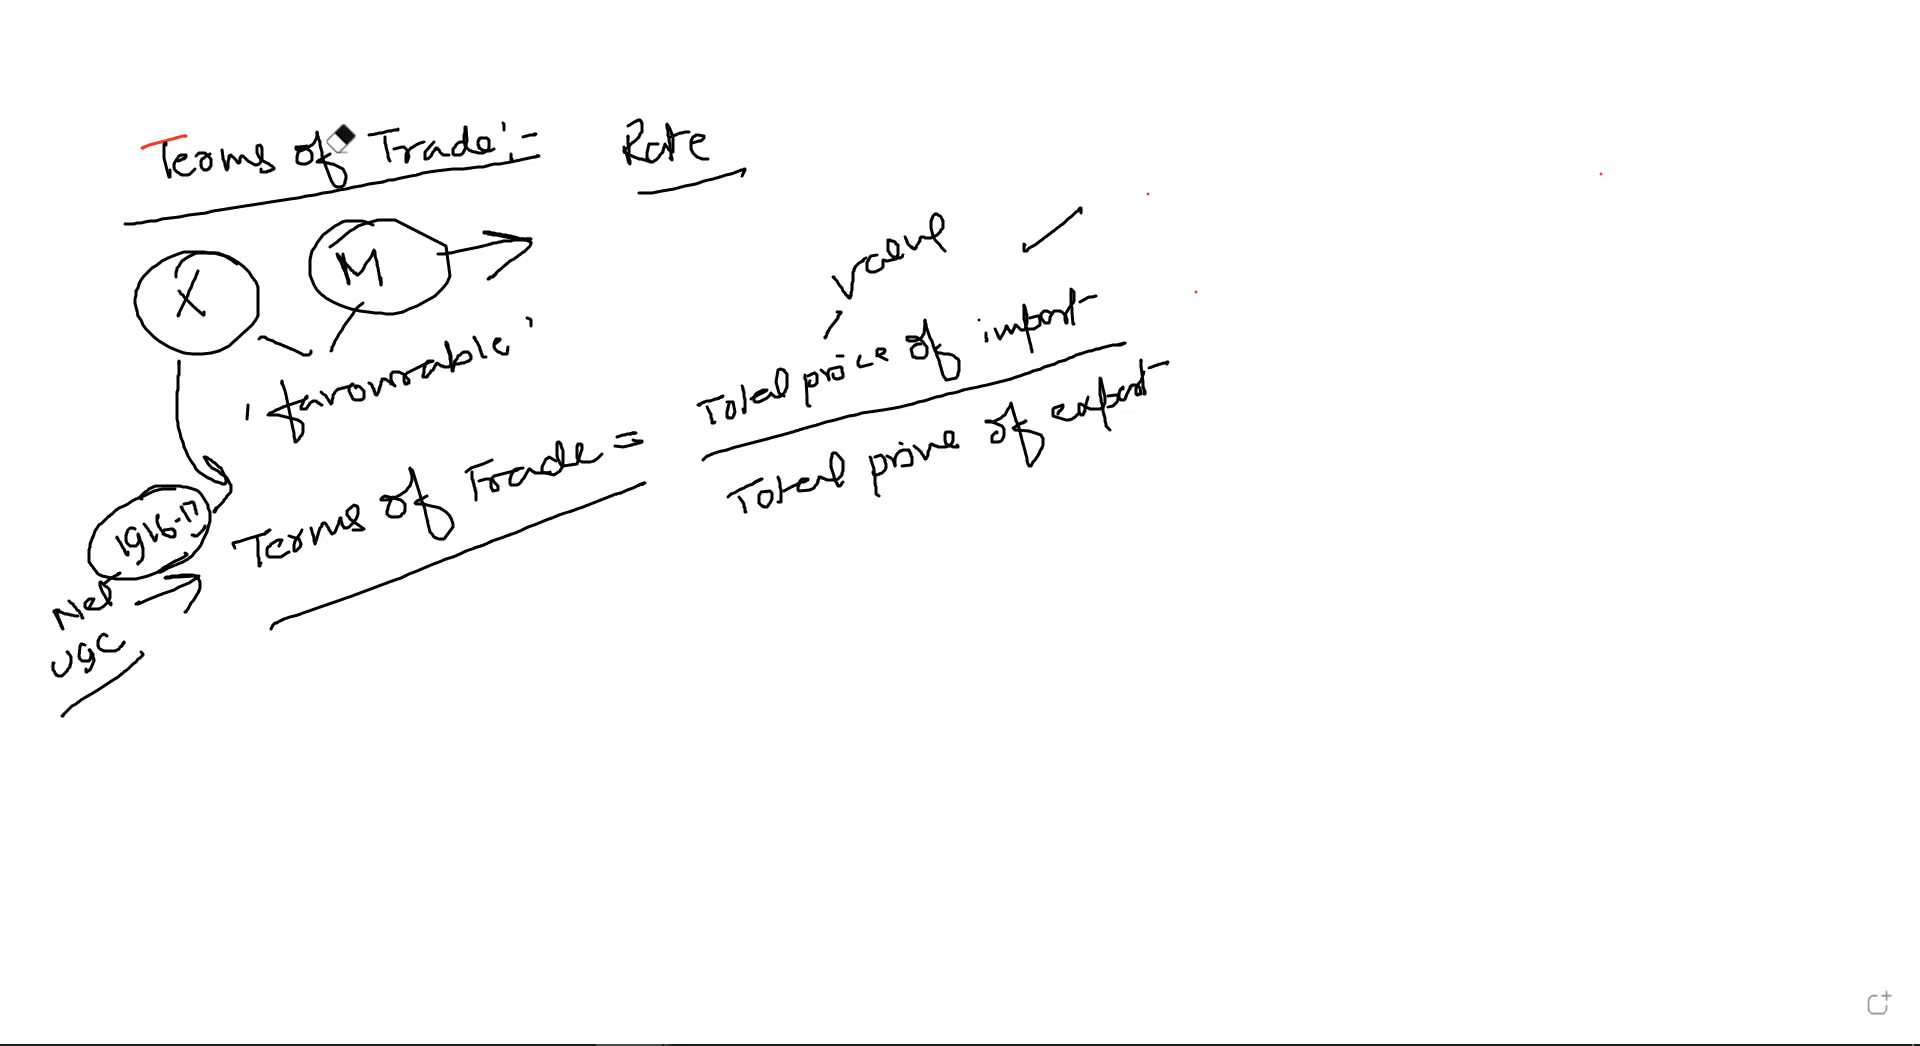 Terms of Trade:- Rate
X M
value
'favourable'
Total price of import
Terms of Trade =
Total price of export
1916-17
Net
UGC